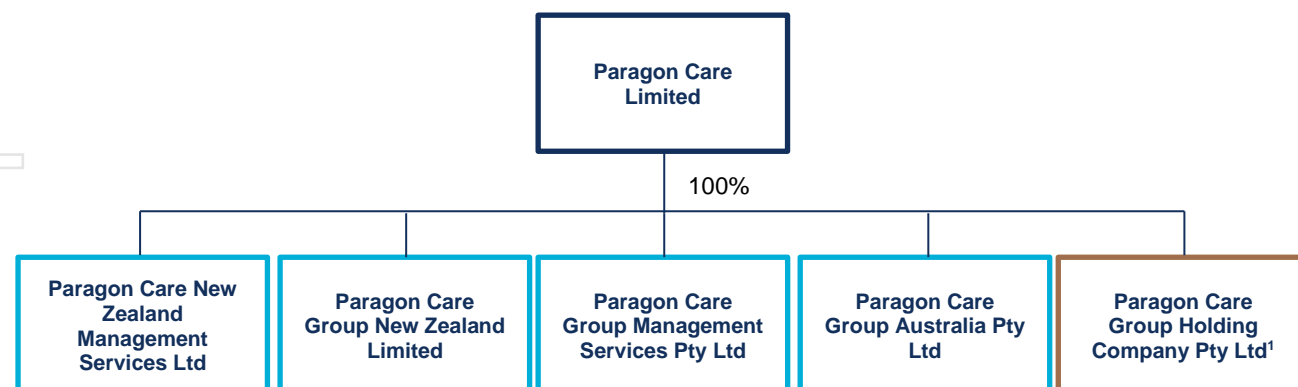 Paragon Care
Limited
100%
Paragon Care New
Zealand
Management
Services Ltd
Paragon Care
Group New Zealand
Limited
Paragon Care
Group Management
Services Pty Ltd
Paragon Care
Group Australia Pty
Ltd
Paragon Care
Group Holding
Company Pty Ltd¹